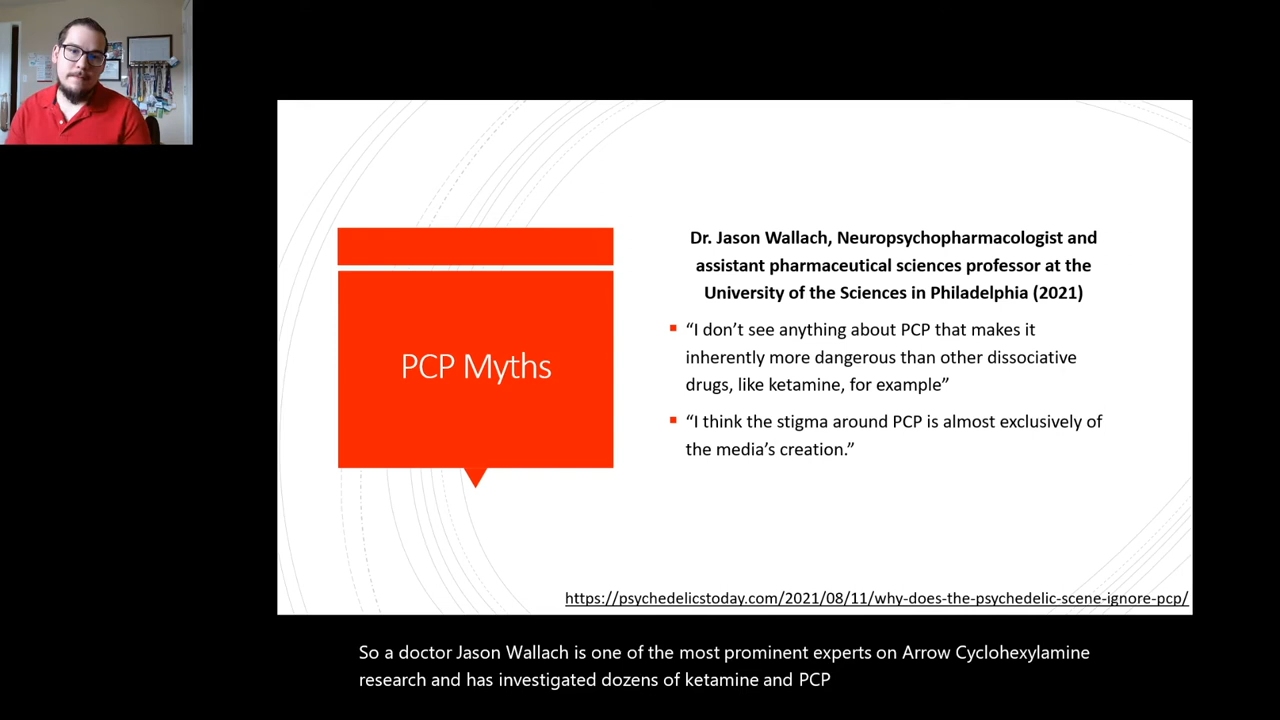 PCP Myths
Dr. Jason Wallach, Neuropsychopharmacologist and
assistant pharmaceutical sciences professor at the
University of the Sciences in Philadelphia (2021)
“I don’t see anything about PCP that makes it
inherently more dangerous than other dissociative
drugs, like ketamine, for example”
“I think the stigma around PCP is almost exclusively of
the media’s creation.”
https://psychedelicstoday.com/2021/08/11/why-does-the-psychedelic-scene-ignore-pcp/
So a doctor Jason Wallach is one of the most prominent experts on Arrow Cyclohexylamine
research and has investigated dozens of ketamine and PCP